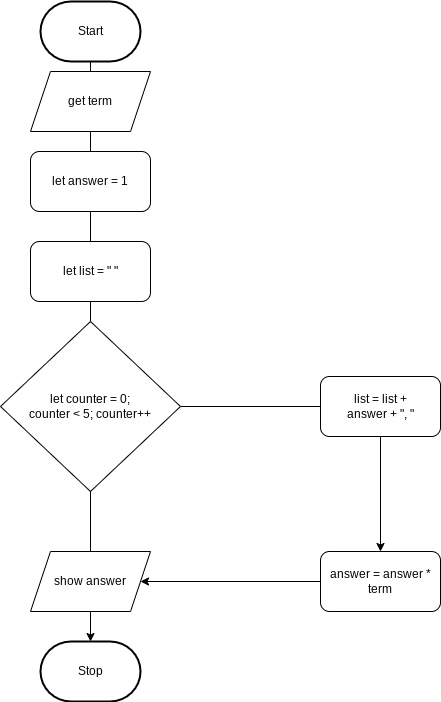 Start
get term
let answer = 1
let list = " "
let counter = 0;
counter < 5; counter++
list = list +
answer + ", "
show answer
answer = answer *
term
Stop